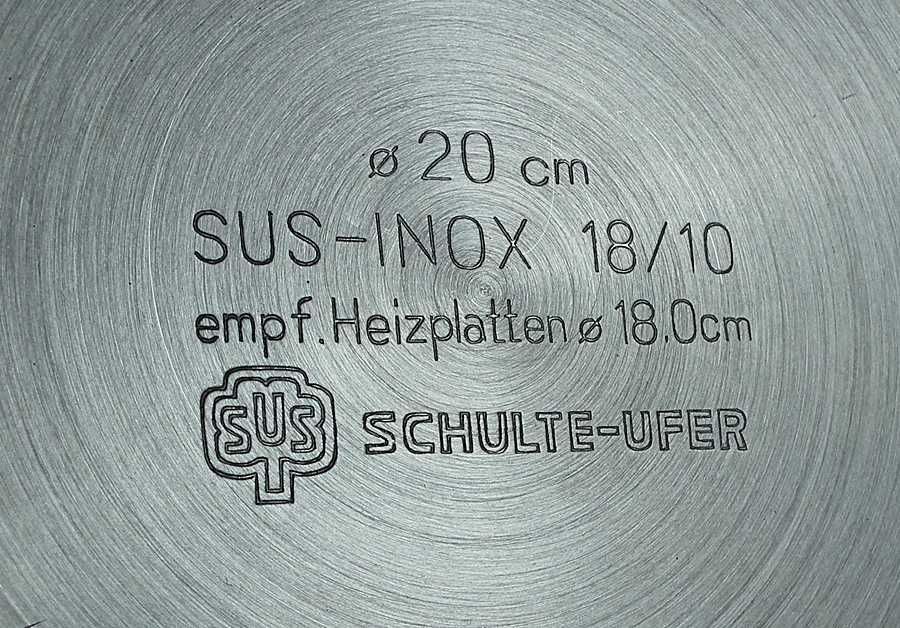 ø 20 cm
SUS-INOX 18/10
empf. Heizplatten ø 18.0cm
SUS SCHULTE-UFER